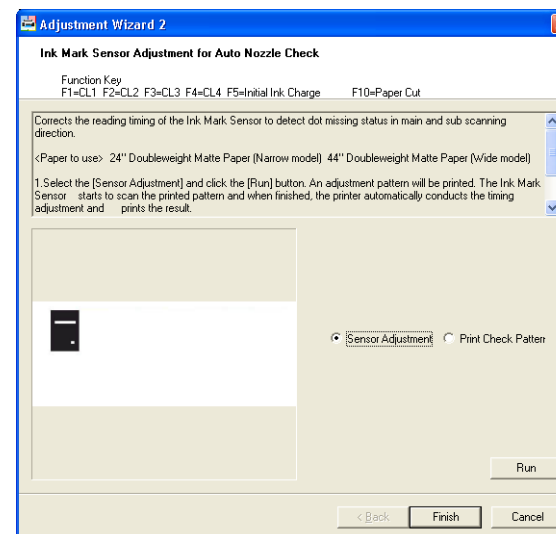 Adjustment Wizard 2
Ink Mark Sensor Adjustment for Auto Nozzle Check
Function Key
F1=CL1 F2=CL2 F3=CL3 F4=CL4 F5=Initial Ink Charge F10=Paper Cut
Corrects the reading timing of the Ink Mark Sensor to detect dot missing status in main and sub scanning
direction.
<Paper to use> 24'' Doubleweight Matte Paper (Narrow model) 44'' Doubleweight Matte Paper (Wide model)
1.Select the [Sensor Adjustment] and click the [Run] button. An adjustment pattern will be printed. The Ink Mark
Sensor starts to scan the printed pattern and when finished, the printer automatically conducts the timing
adjustment and prints the result.
Sensor Adjustment Print Check Pattern
Run
< Back Finish Cancel